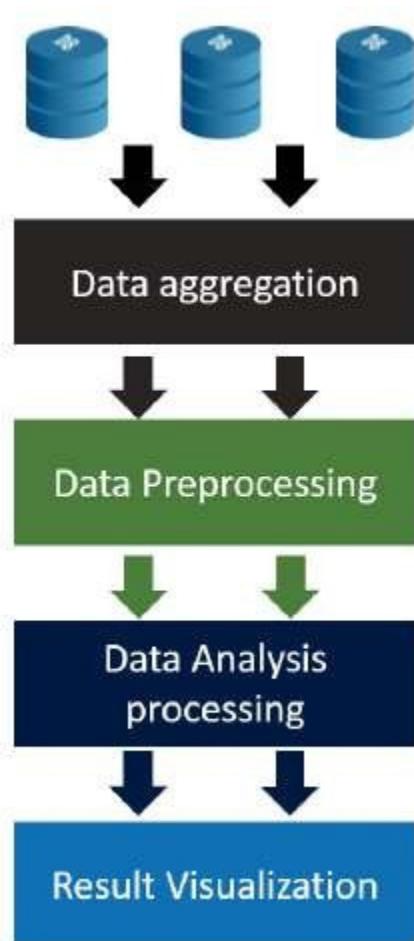 Data aggregation
Data Preprocessing
Data Analysis
processing
Result Visualization